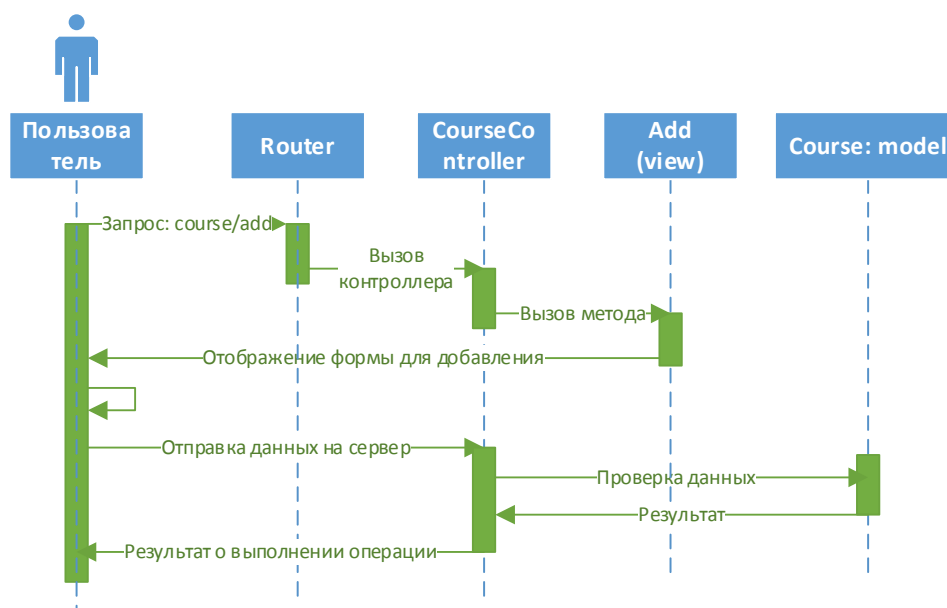 Пользова
тель
Router
CourseCo
ntroller
Add
(view)
Course: model
Запрос: course/add
Вызов
контроллера
Вызов метода
Отображение формы для добавления
Отправка данных на сервер
Проверка данных
Результат
Результат о выполнении операции